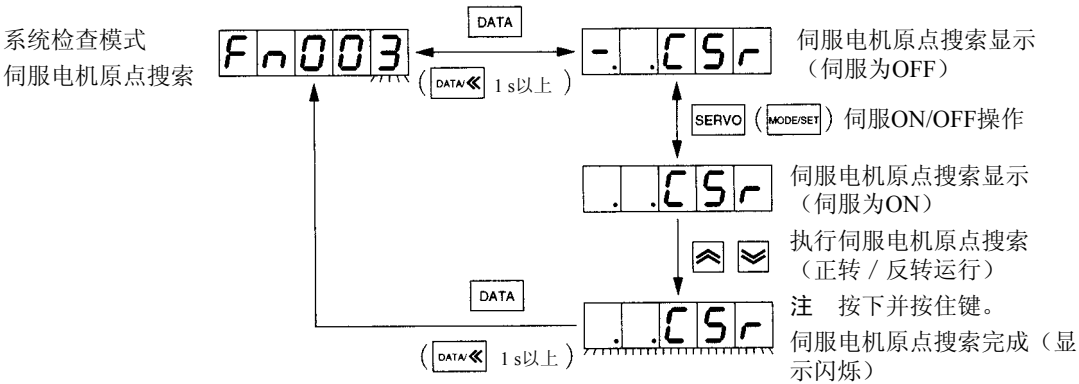 系统检查模式
伺服电机原点搜索
Fn003
DATA
(DATA/≪ 1 s以上)
-. .CSr
伺服电机原点搜索显示
(伺服为OFF)
SERVO (MODE/SET) 伺服ON/OFF操作
. .CSr
伺服电机原点搜索显示
(伺服为ON)
执行伺服电机原点搜索
(正转 / 反转运行)
注 按下并按住键。
DATA
(DATA/≪ 1 s以上)
. .CSr
伺服电机原点搜索完成(显
示闪烁)